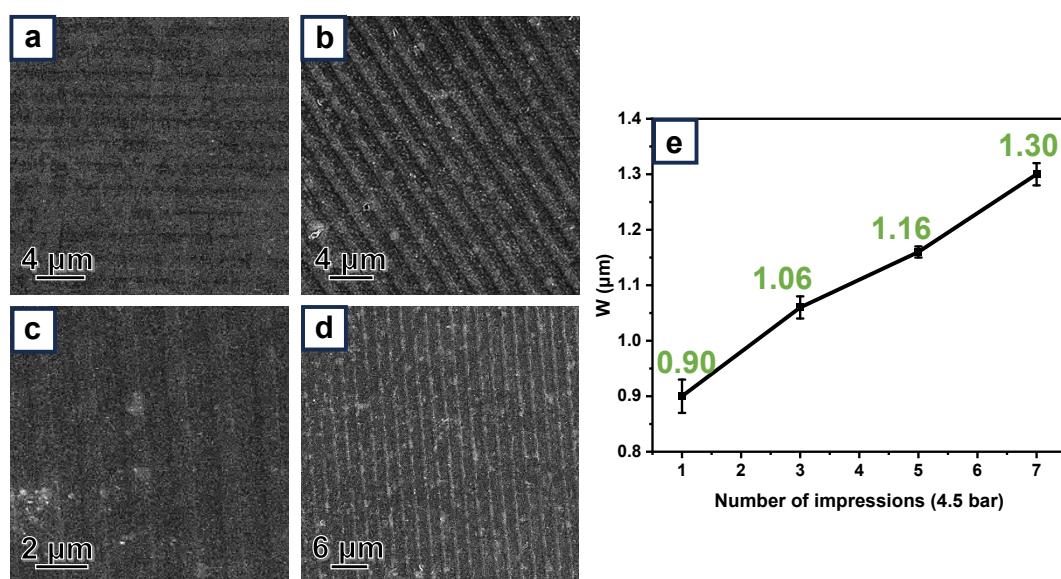 a
4 µm
b
4 µm
c
2 µm
d
6 µm
e
1.4
1.3
1.2
1.1
1.0
0.9
0.8
W (µm)
0.90
1.06
1.16
1.30
1 2 3 4 5 6 7
Number of impressions (4.5 bar)